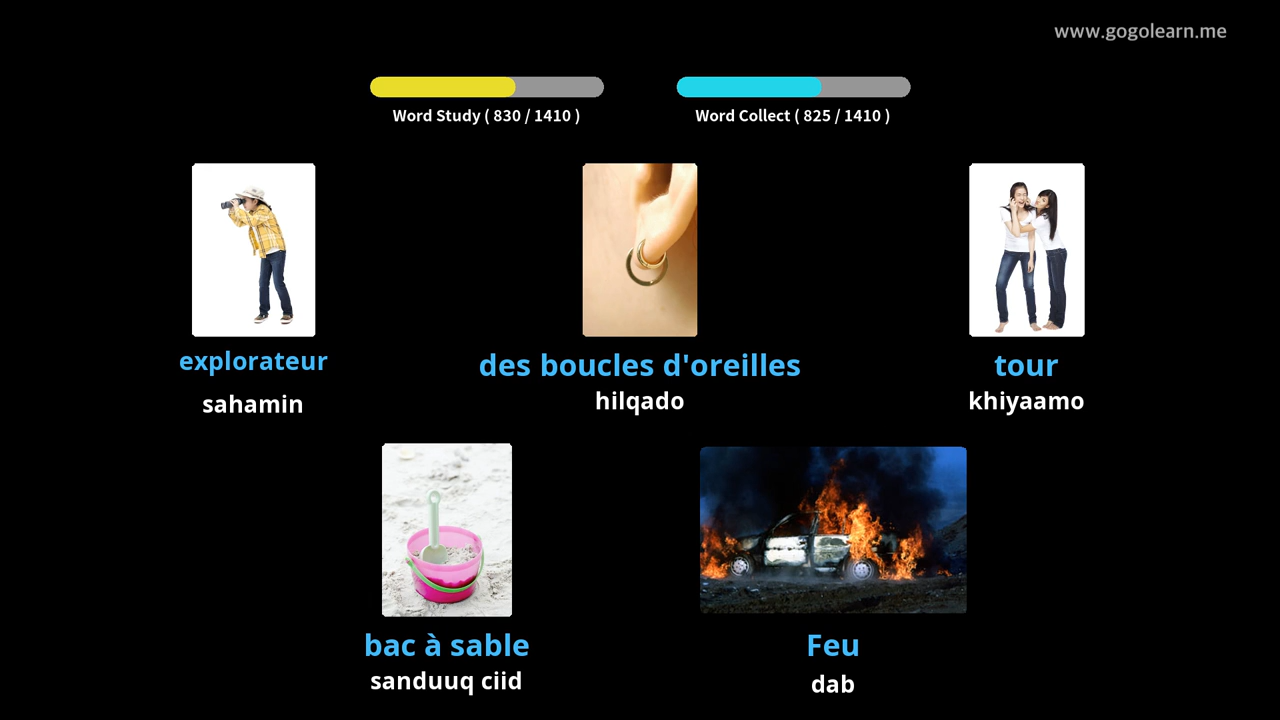 www.gogolearn.me
Word Study ( 830 / 1410 )
Word Collect ( 825 / 1410 )
explorateur
sahamin
des boucles d'oreilles
hilqado
tour
khiyaamo
bac à sable
sanduuq ciid
Feu
dab